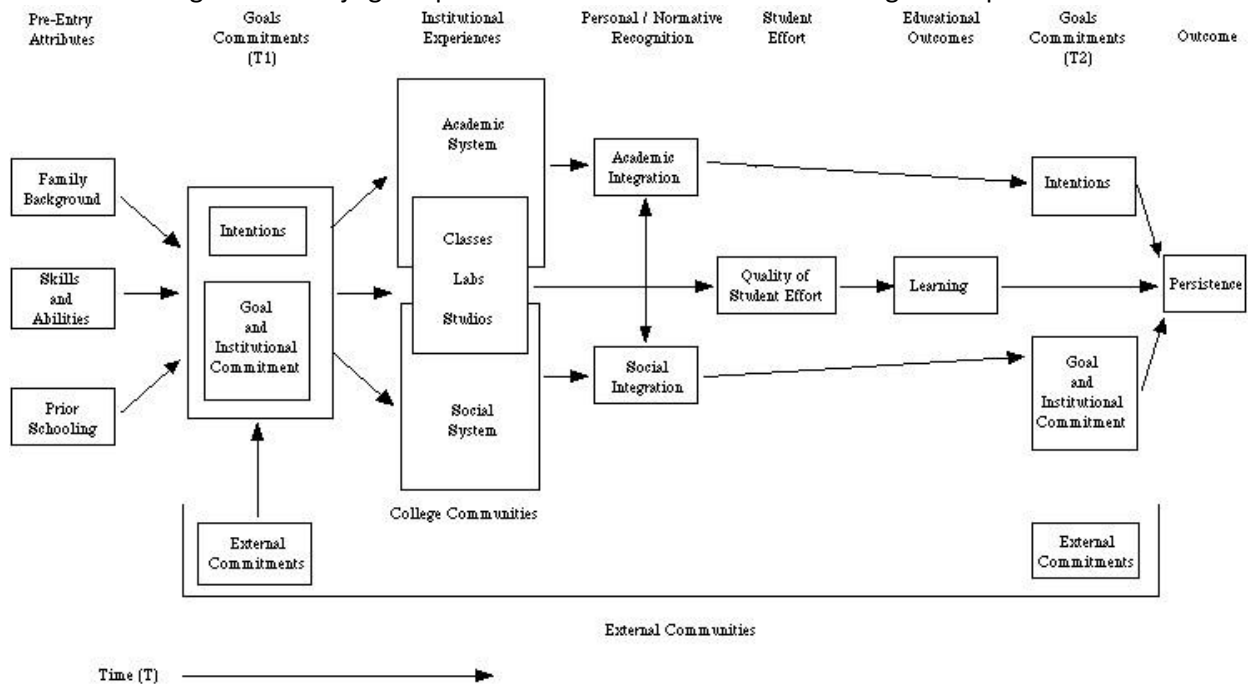 Pre-Entry
Attributes
Goals
Commitments
(T1)
Institutional
Experiences
Personal / Normative
Recognition
Student
Effort
Educational
Outcomes
Goals
Commitments
(T2)
Outcome
Family
Background
Skills
and
Abilities
Prior
Schooling
Intentions
Goal
and
Institutional
Commitment
Academic
System
Classes
Labs
Studios
Social
System
College Communities
Academic
Integration
Social
Integration
Quality of
Student Effort
Learning
Intentions
Goal
and
Institutional
Commitment
Persistence
External
Commitments
External
Commitments
External Communities
Time (T)